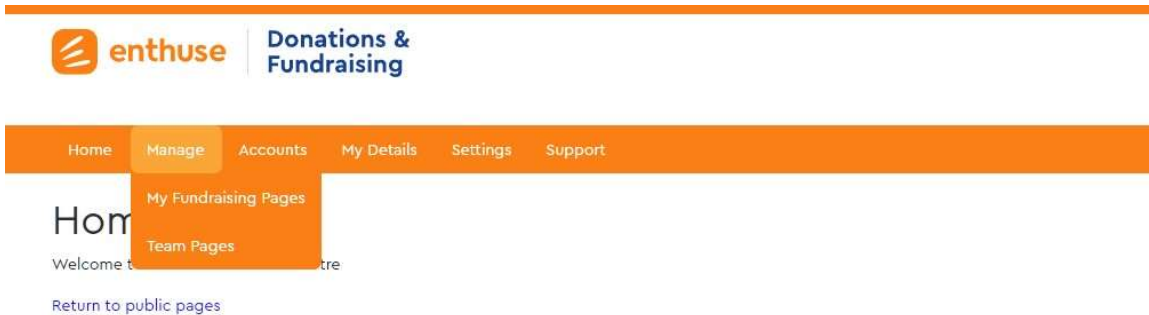 enthuse
Donations &
Fundraising
Home Manage Accounts My Details Settings Support
My Fundraising Pages
Hom
Team Pages
Welcome t tre
Return to public pages